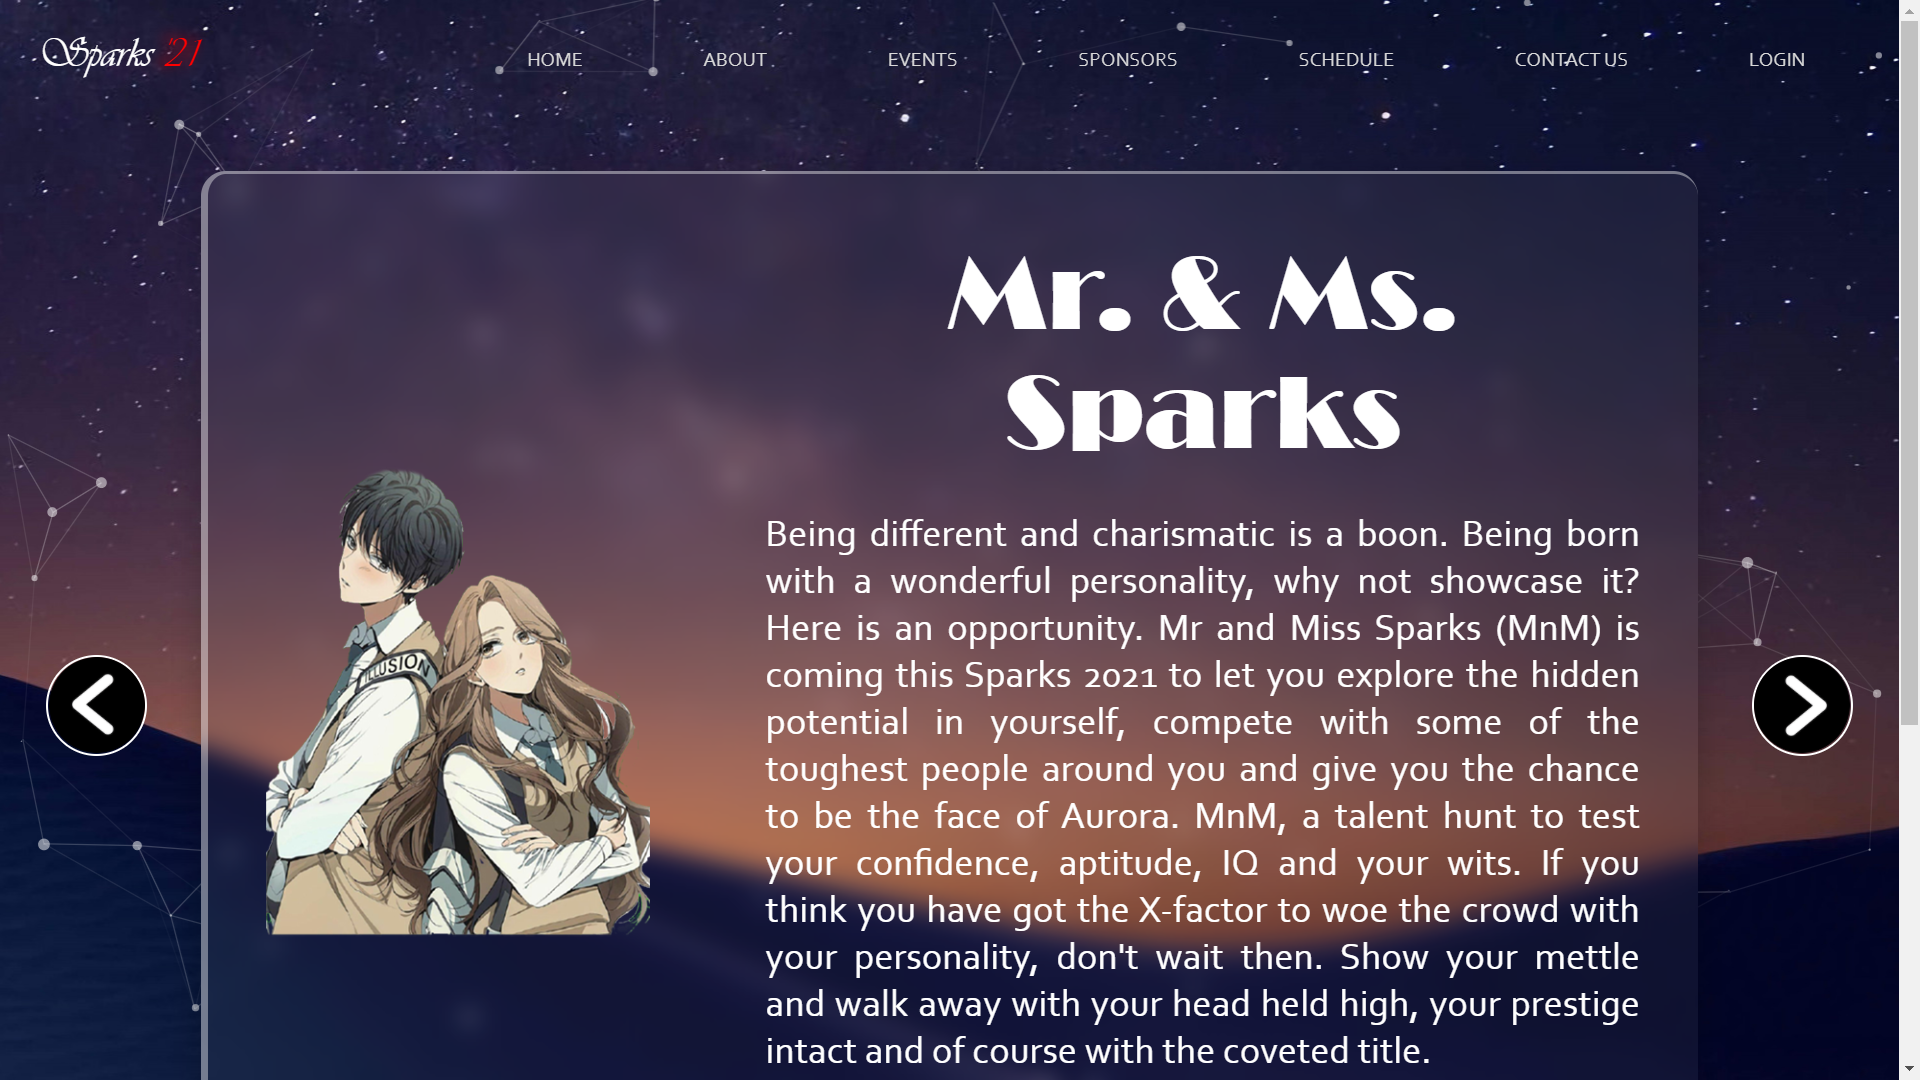 Sparks '21
HOME
ABOUT
EVENTS
SPONSORS
SCHEDULE
CONTACT US
LOGIN
Mr. & Ms.
Sparks
Being different and charismatic is a boon. Being born
with a wonderful personality, why not showcase it?
Here is an opportunity. Mr and Miss Sparks (MnM) is
coming this Sparks 2021 to let you explore the hidden
potential in yourself, compete with some of the
toughest people around you and give you the chance
to be the face of Aurora. MnM, a talent hunt to test
your confidence, aptitude, IQ and your wits. If you
think you have got the X-factor to woe the crowd with
your personality, don't wait then. Show your mettle
and walk away with your head held high, your prestige
intact and of course with the coveted title.
ILLUSION